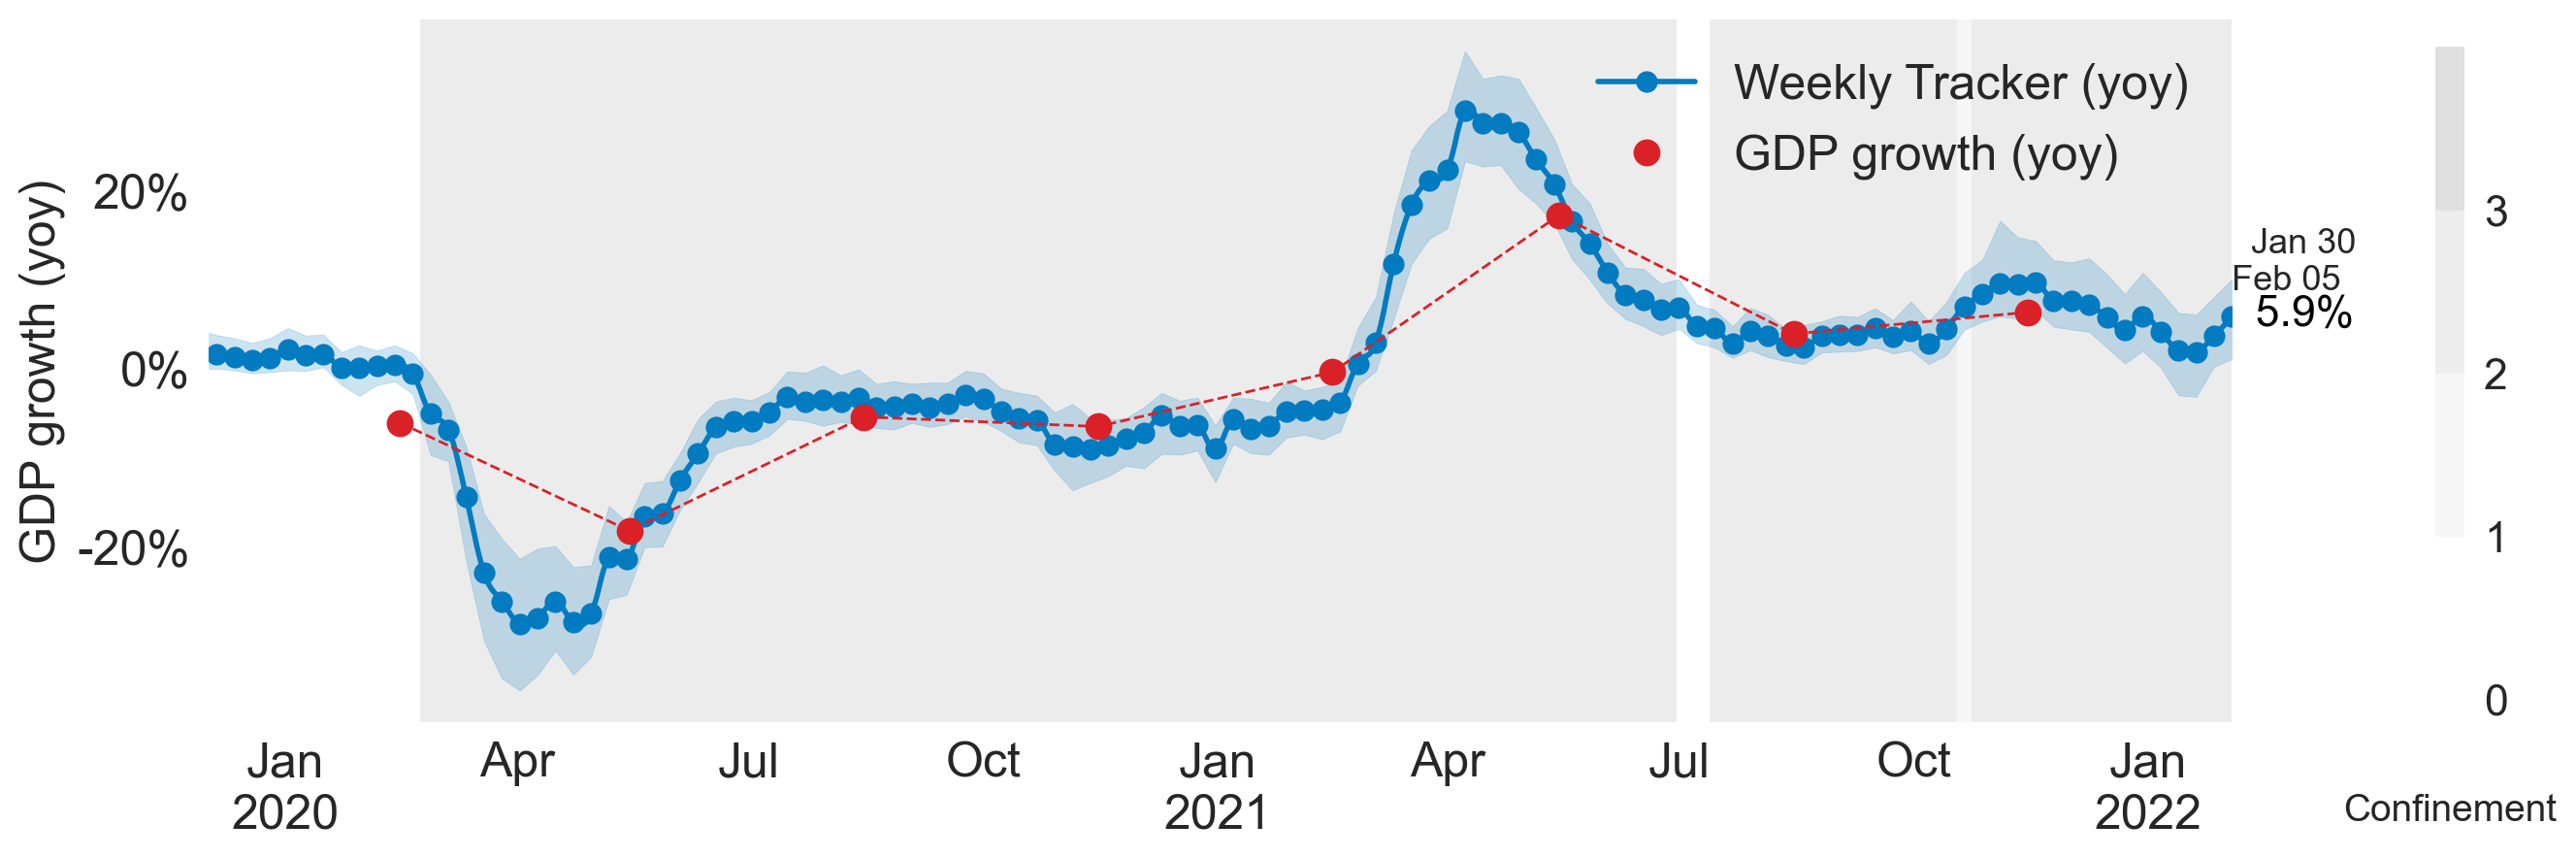 Weekly Tracker (yoy)
GDP growth (yoy)
GDP growth (yoy)
20%
0%
-20%
Jan 30
Feb 05
5.9%
3
2
1
0
Confinement
Jan Apr Jul Oct Jan Apr Jul Oct Jan
2020 2021 2022